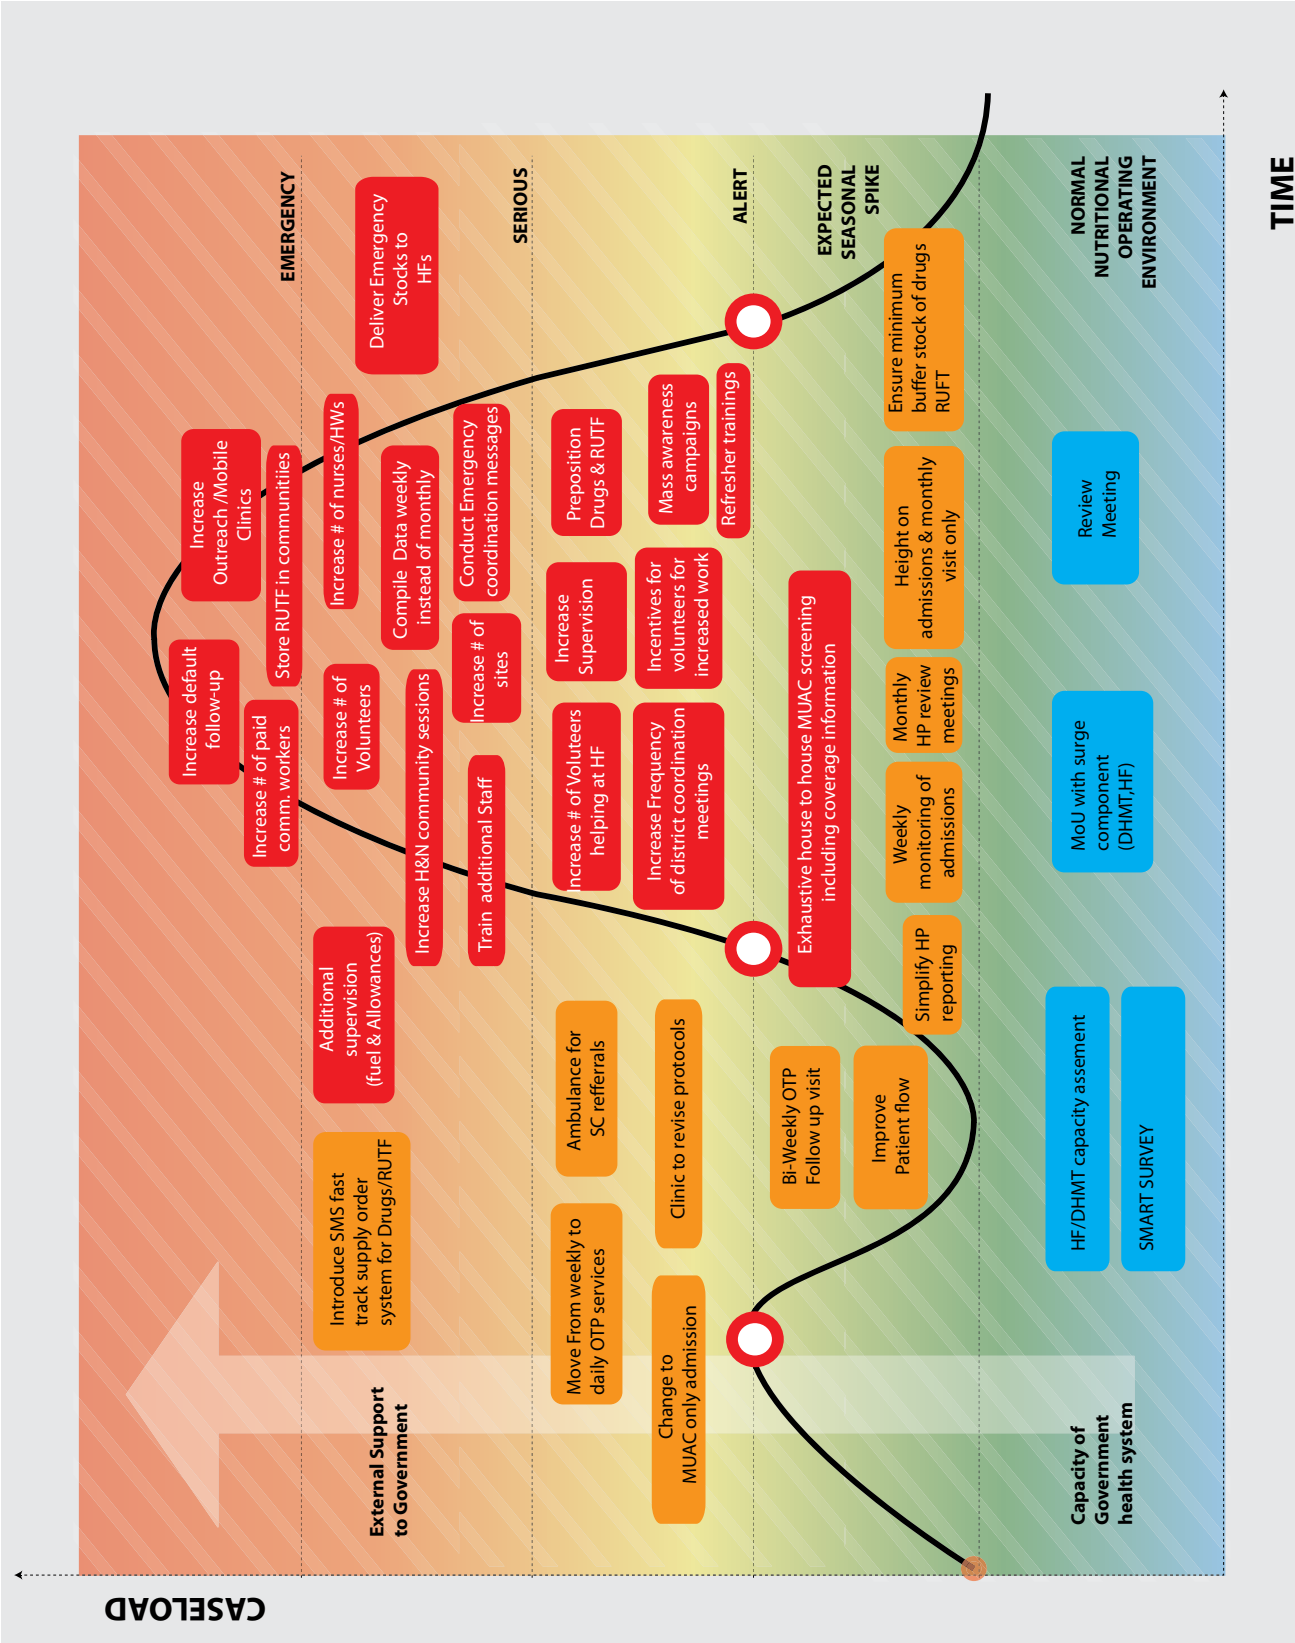 CASELOAD
TIME
EMERGENCY
SERIOUS
ALERT
EXPECTED
SEASONAL
SPIKE
NORMAL
NUTRITIONAL
OPERATING
ENVIRONMENT
External Support
to Government
Capacity of
Government
health system
Increase default
follow-up
Increase
Outreach /Mobile
Clinics
Increase # of paid
comm. workers
Store RUTF in communitiies
Introduce SMS fast
track supply order
system for Drugs/RUTF
Additional
supervision
(fuel & Allowances)
Increase # of
Volunteers
Increase # of nurses/HWs
Deliver Emergency
Stocks to
HFs
Compile  Data weekly
instead of monthly
Increase H&N community sessions
Increase # of
sites
Conduct Emergency
coordination messages
Train  additional Staff
Move From weekly to
daily OTP services
Ambulance for
SC refferrals
Increase # of Voluteers
helping at HF
Increase
Supervision
Preposition
Drugs & RUTF
Change to
MUAC only admission
Clinic to revise protocols
Increase Frequency
of district coordination
meetings
Incentives for
volunteers for
increased work
Mass awareness
campaigns
Refresher trainings
Bi-Weekly OTP
Follow up visit
Exhaustive house to house MUAC screening
including coverage information
Improve
Patient flow
Simplify HP
reporting
Weekly
monitoring of
admissions
Monthly
HP review
meetings
Height on
admissions & monthly
visit only
Ensure minimum
buffer stock of drugs
RUFT
HF/DHMT capacity assement
SMART SURVEY
MoU with surge
component
(DHMT,HF)
Review
Meeting